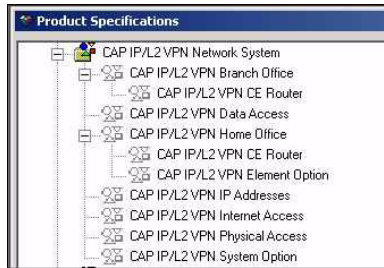 Product Specifications
CAP IP/L2 VPN Network System
CAP IP/L2 VPN Branch Office
CAP IP/L2 VPN CE Router
CAP IP/L2 VPN Data Access
CAP IP/L2 VPN Home Office
CAP IP/L2 VPN CE Router
CAP IP/L2 VPN Element Option
CAP IP/L2 VPN IP Addresses
CAP IP/L2 VPN Internet Access
CAP IP/L2 VPN Physical Access
CAP IP/L2 VPN System Option